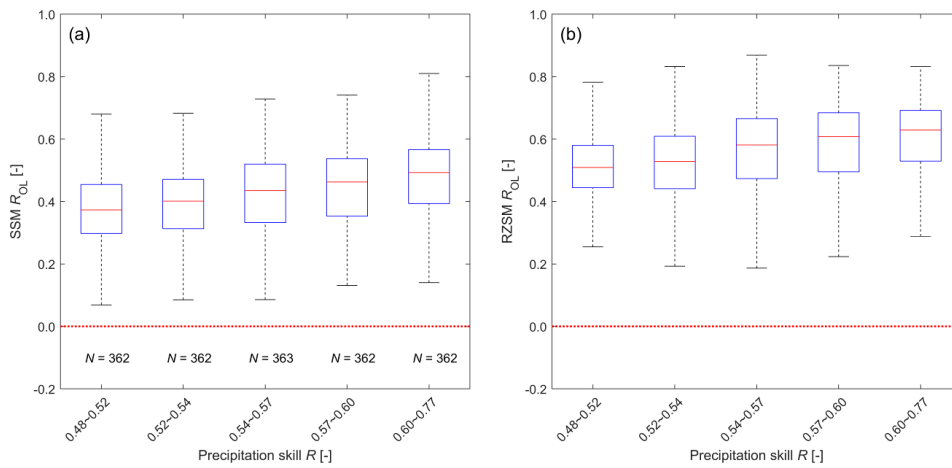 (a)
SSM R_OL [-]
1.0
0.8
0.6
0.4
0.2
0.0
-0.2
N = 362
N = 362
N = 363
N = 362
N = 362
0.48~0.52
0.52~0.54
0.54~0.57
0.57~0.60
0.60~0.77
Precipitation skill R [-]
(b)
RZSM R_OL [-]
1.0
0.8
0.6
0.4
0.2
0.0
-0.2
0.48~0.52
0.52~0.54
0.54~0.57
0.57~0.60
0.60~0.77
Precipitation skill R [-]